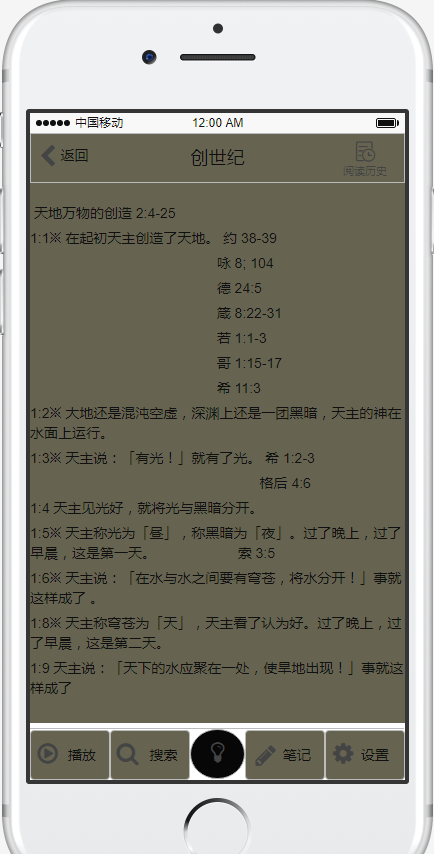 中国移动 12:00 AM
返回 创世纪 阅读历史
天地万物的创造 2:4-25
1:1※ 在起初天主创造了天地。 约 38-39
咏 8; 104
德 24:5
箴 8:22-31
若 1:1-3
哥 1:15-17
希 11:3
1:2※ 大地还是混沌空虚，深渊上还是一团黑暗，天主的神在
水面上运行。
1:3※ 天主说：「有光！」就有了光。 希 1:2-3
格后 4:6
1:4 天主见光好，就将光与黑暗分开。
1:5※ 天主称光为「昼」，称黑暗为「夜」。过了晚上，过了
早晨，这是第一天。 索 3:5
1:6※ 天主说：「在水与水之间要有穹苍，将水分开！」事就
这样成了 。
1:8※ 天主称穹苍为「天」，天主看了认为好。过了晚上，过
了早晨，这是第二天。
1:9 天主说：「天下的水应聚在一处，使旱地出现！」事就这
样成了
播放 搜索 笔记 设置